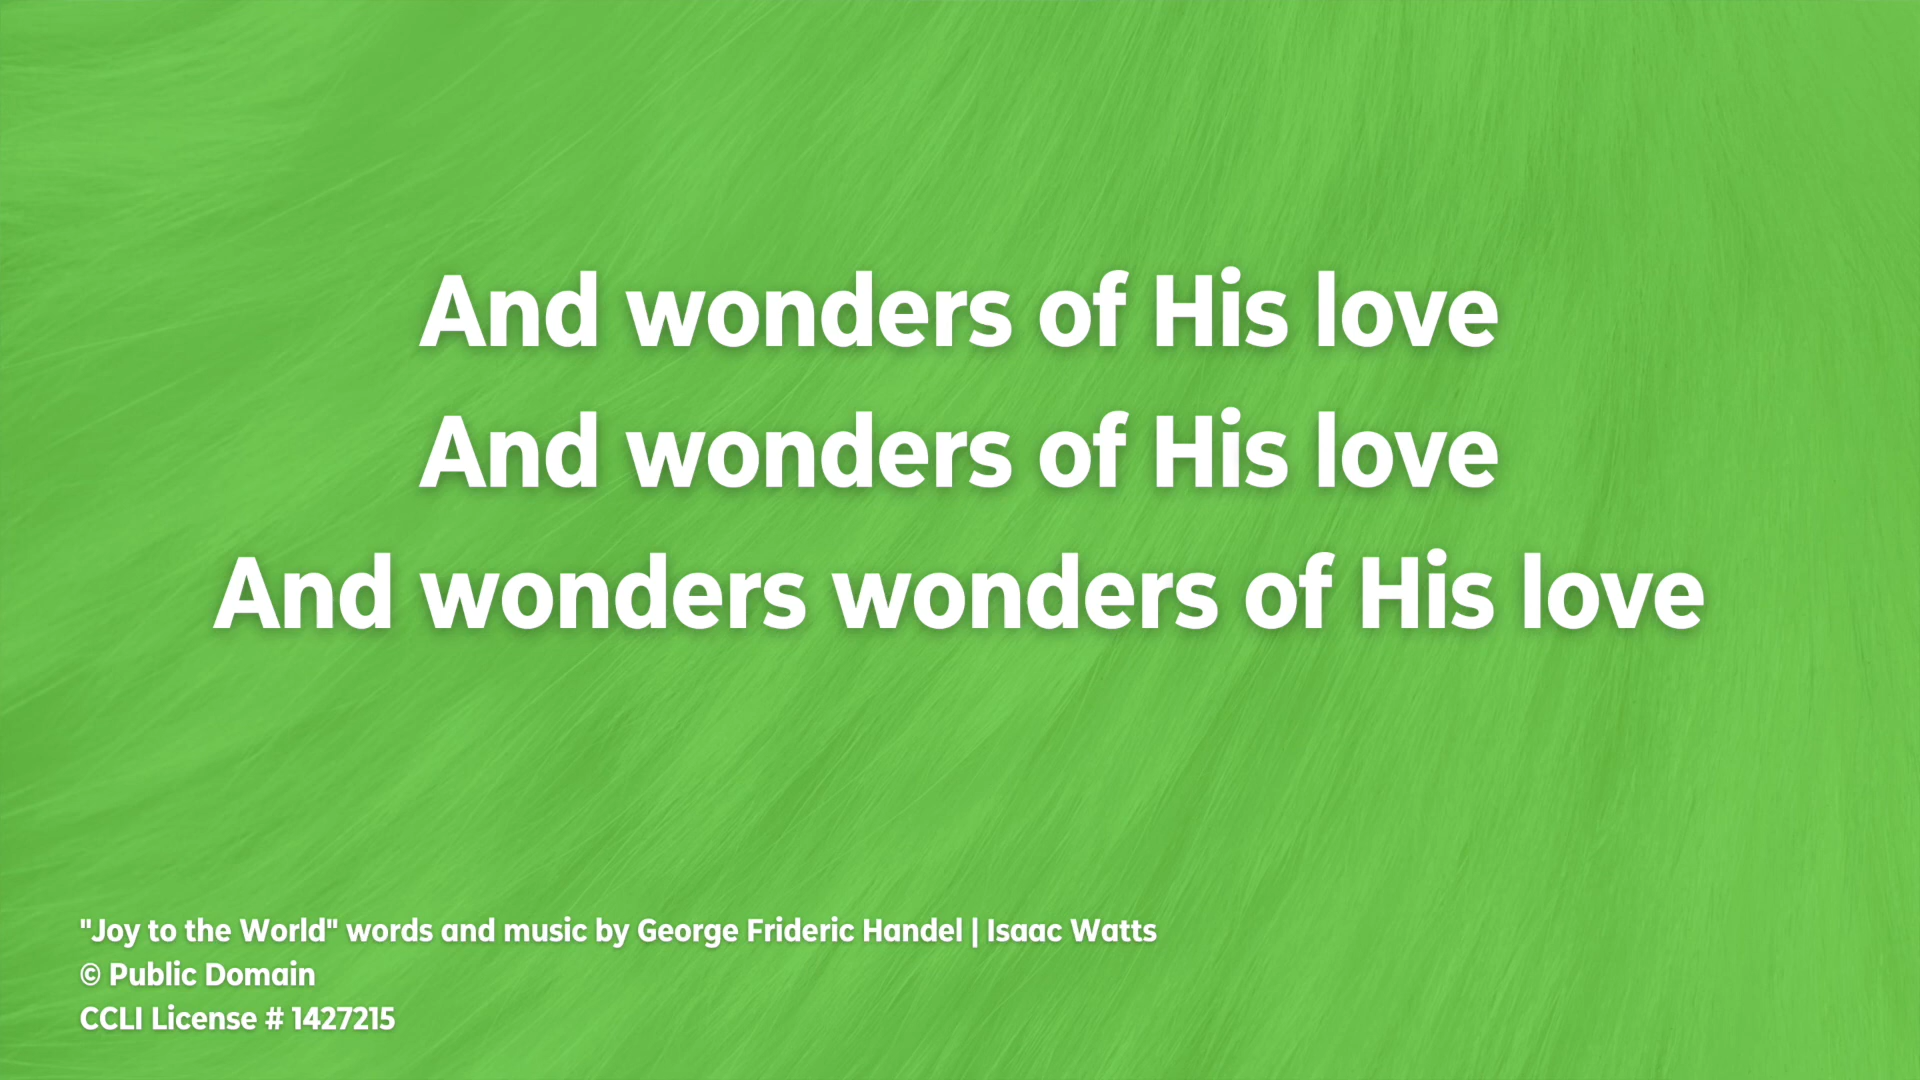 And wonders of His love
And wonders of His love
And wonders wonders of His love
"Joy to the World" words and music by George Frideric Handel | Isaac Watts
© Public Domain
CCLI License # 1427215